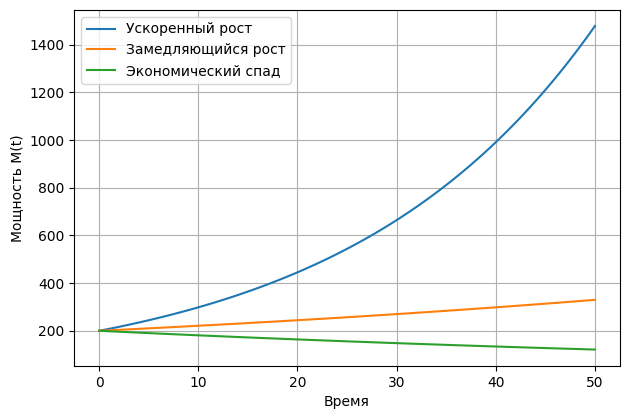 Ускоренный рост
Замедляющийся рост
Экономический спад
Мощность M(t)
1400
1200
1000
800
600
400
200
0 10 20 30 40 50
Время